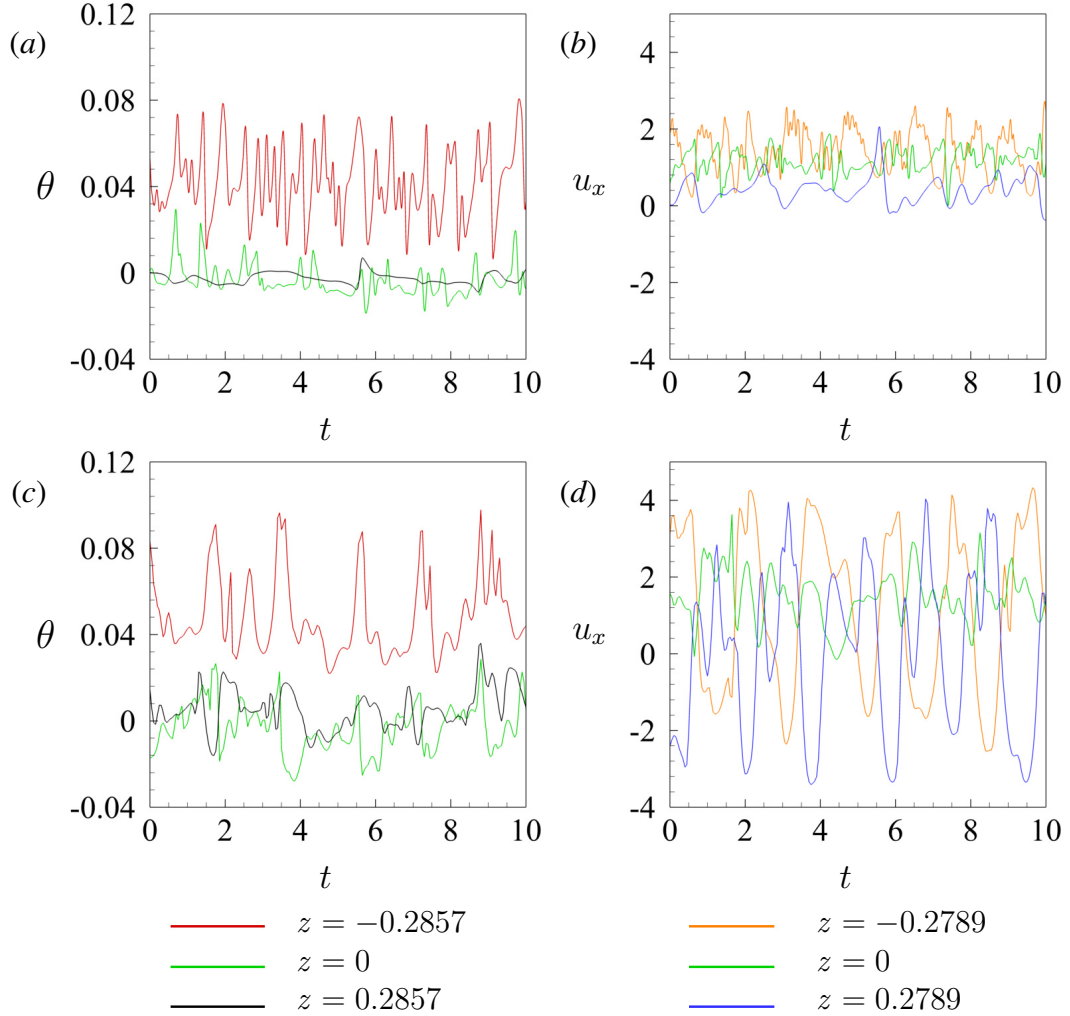 (a)
0.12
0.08
θ
0.04
0
-0.04
0 2 4 6 8 10
t
(b)
4
2
u_x
0
-2
-4
0 2 4 6 8 10
t
(c)
0.12
0.08
θ
0.04
0
-0.04
0 2 4 6 8 10
t
(d)
4
2
u_x
0
-2
-4
0 2 4 6 8 10
t
z = −0.2857
z = 0
z = 0.2857
z = −0.2789
z = 0
z = 0.2789